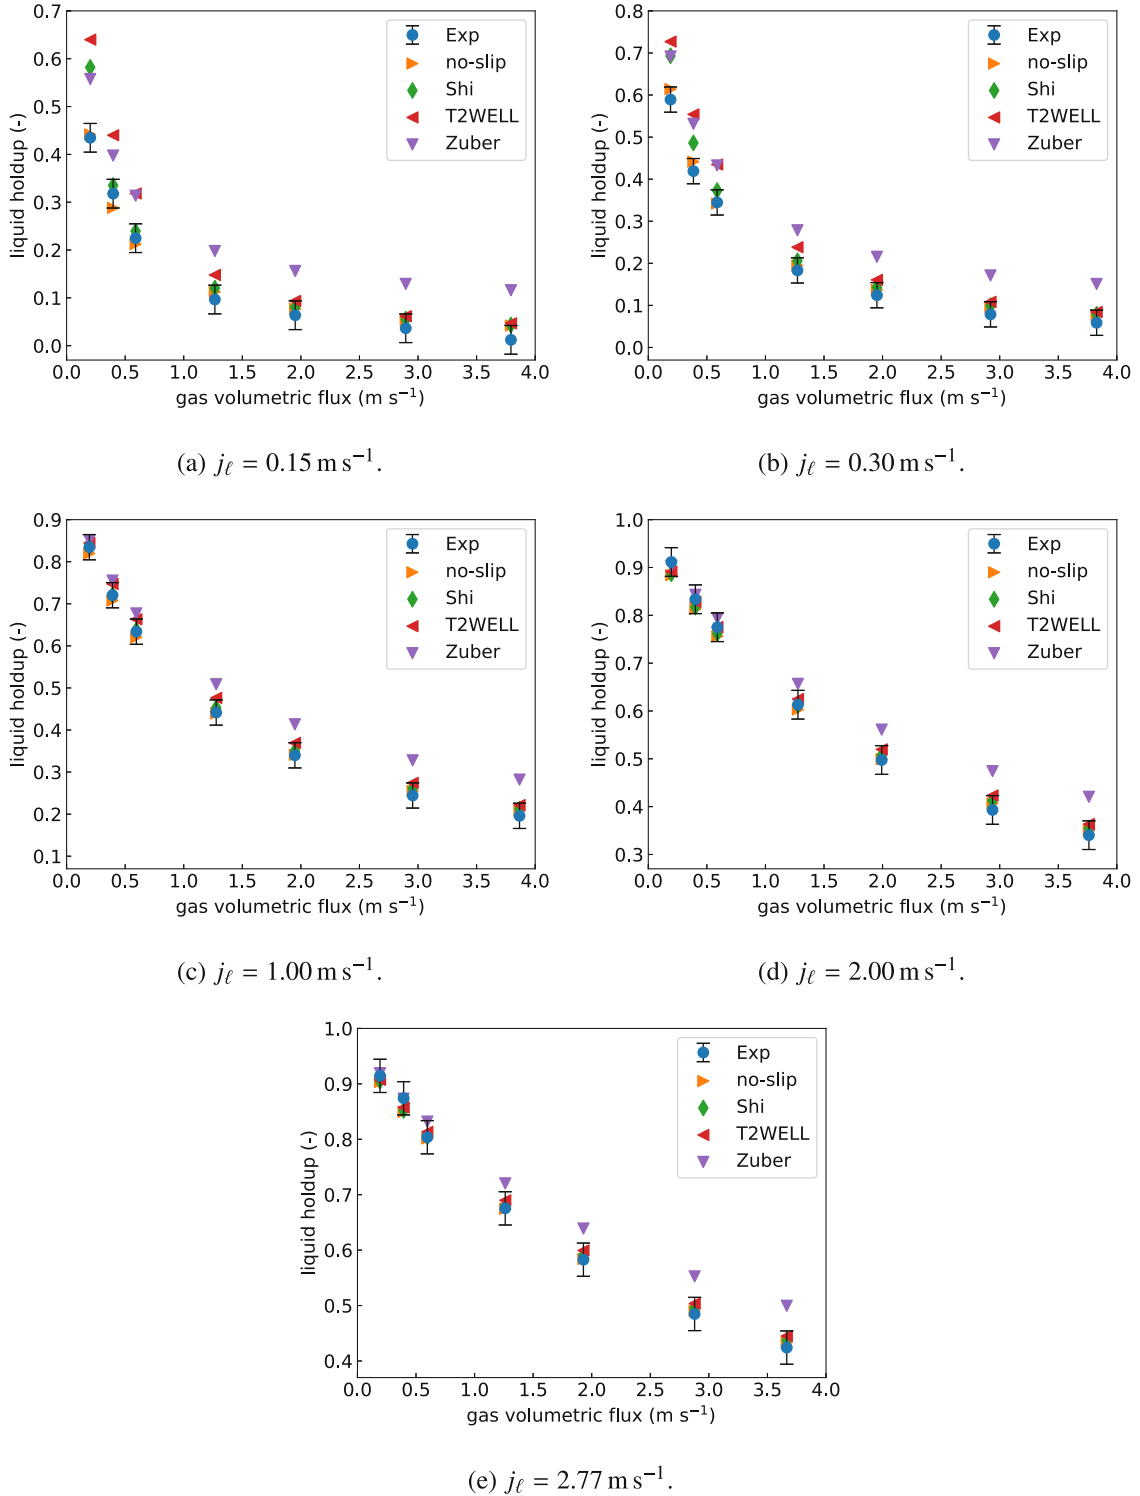 0.7
0.6
0.5
0.4
0.3
0.2
0.1
0.0
liquid holdup (-)
Exp
no-slip
Shi
T2WELL
Zuber
0.0 0.5 1.0 1.5 2.0 2.5 3.0 3.5 4.0
gas volumetric flux (m s⁻¹)
(a) jℓ = 0.15 m s⁻¹.
0.8
0.7
0.6
0.5
0.4
0.3
0.2
0.1
0.0
liquid holdup (-)
Exp
no-slip
Shi
T2WELL
Zuber
0.0 0.5 1.0 1.5 2.0 2.5 3.0 3.5 4.0
gas volumetric flux (m s⁻¹)
(b) jℓ = 0.30 m s⁻¹.
0.9
0.8
0.7
0.6
0.5
0.4
0.3
0.2
0.1
liquid holdup (-)
Exp
no-slip
Shi
T2WELL
Zuber
0.0 0.5 1.0 1.5 2.0 2.5 3.0 3.5 4.0
gas volumetric flux (m s⁻¹)
(c) jℓ = 1.00 m s⁻¹.
1.0
0.9
0.8
0.7
0.6
0.5
0.4
0.3
liquid holdup (-)
Exp
no-slip
Shi
T2WELL
Zuber
0.0 0.5 1.0 1.5 2.0 2.5 3.0 3.5 4.0
gas volumetric flux (m s⁻¹)
(d) jℓ = 2.00 m s⁻¹.
1.0
0.9
0.8
0.7
0.6
0.5
0.4
liquid holdup (-)
Exp
no-slip
Shi
T2WELL
Zuber
0.0 0.5 1.0 1.5 2.0 2.5 3.0 3.5 4.0
gas volumetric flux (m s⁻¹)
(e) jℓ = 2.77 m s⁻¹.